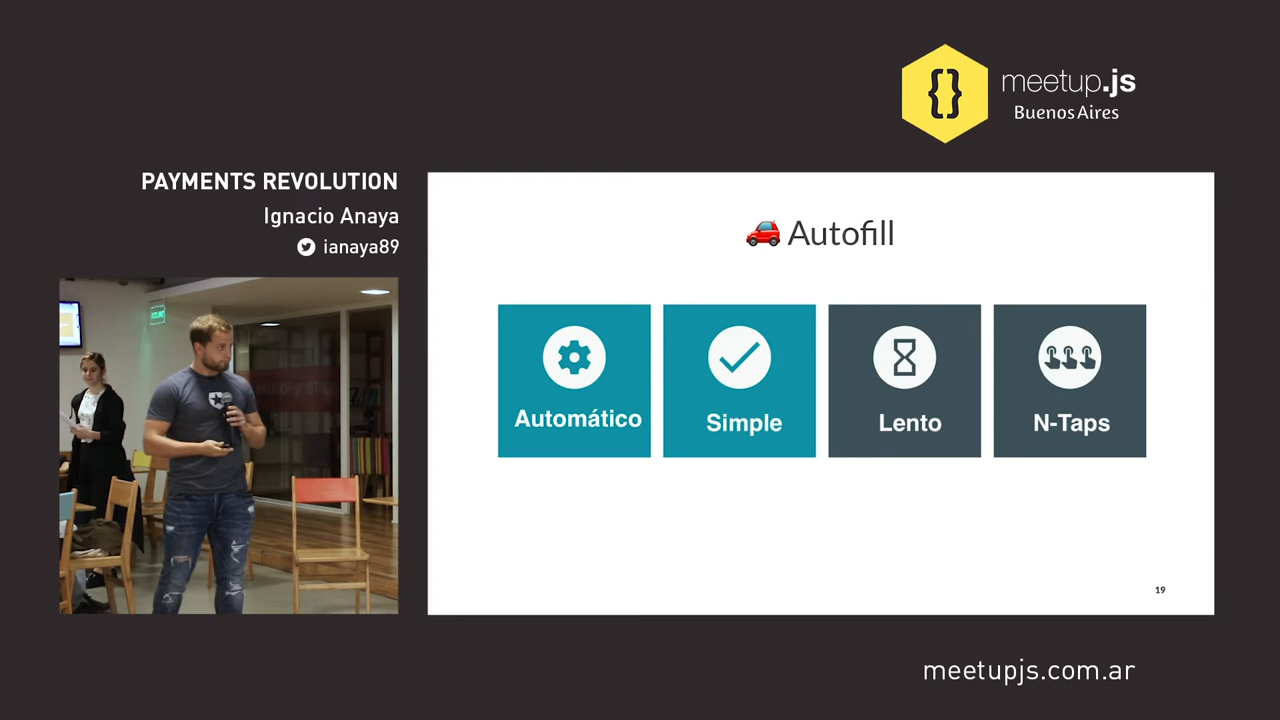 meetup.js
Buenos Aires
PAYMENTS REVOLUTION
Ignacio Anaya
ianaya89
🚗 Autofill
Automático
Simple
Lento
N-Taps
19
meetupjs.com.ar